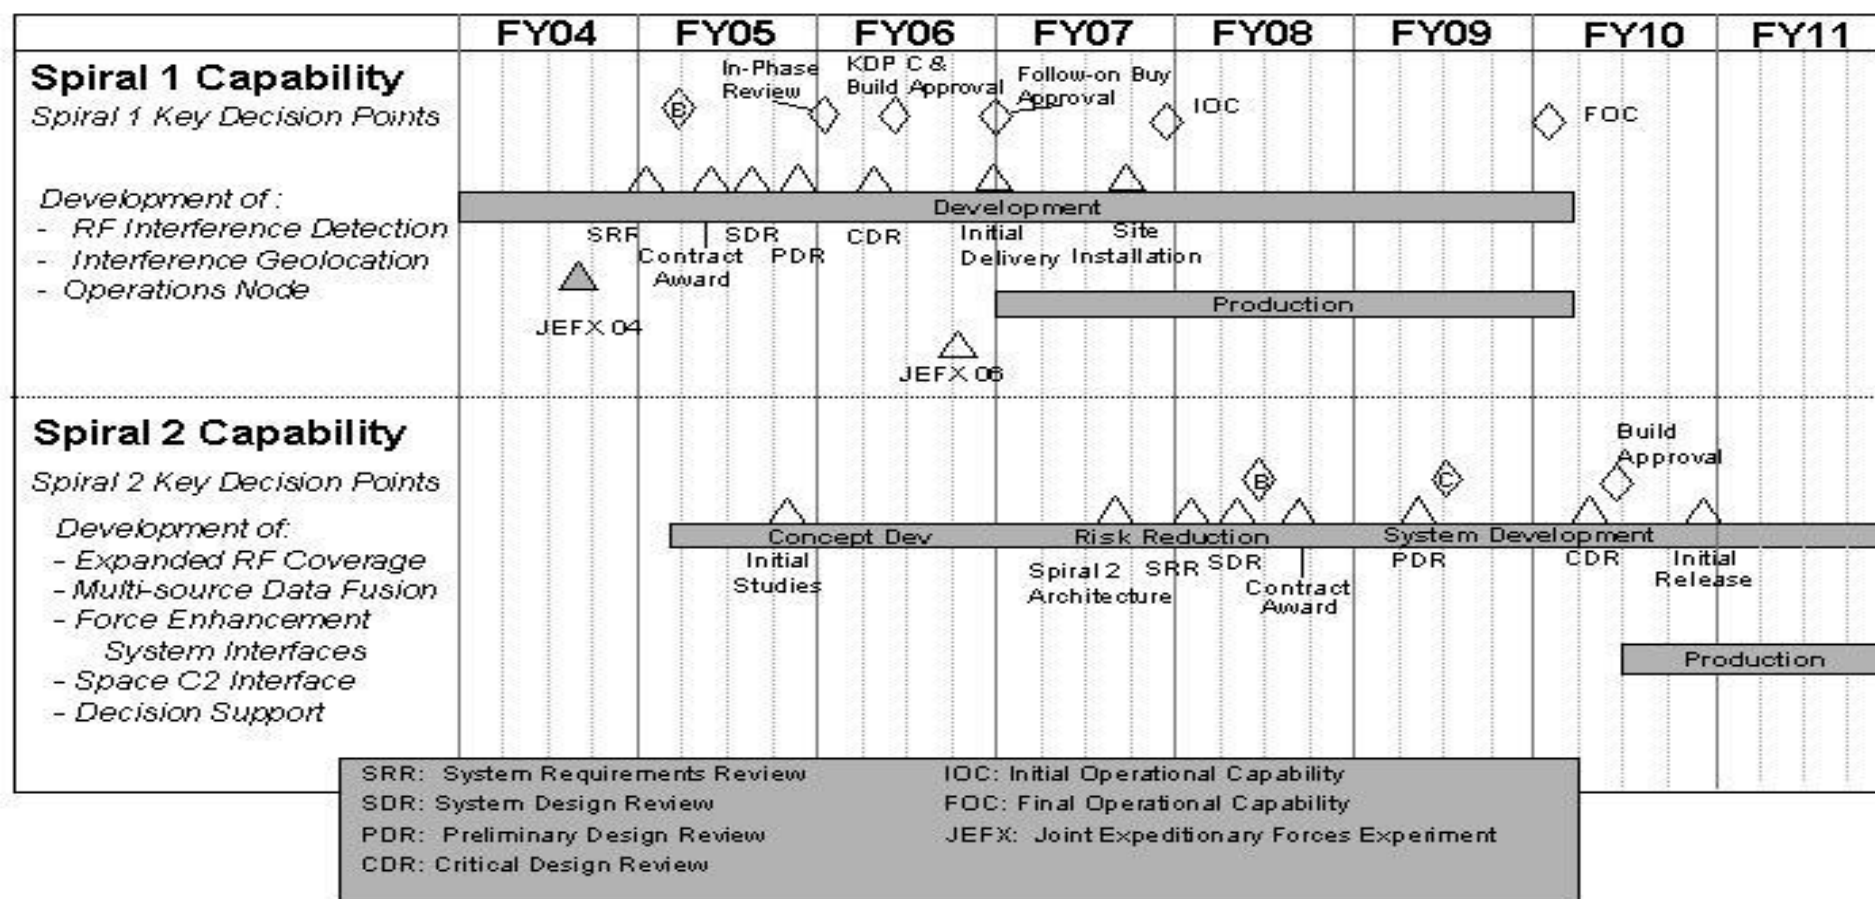 FY04 FY05 FY06 FY07 FY08 FY09 FY10 FY11
Spiral 1 Capability
Spiral 1 Key Decision Points
B
In-Phase
Review
KDP C &
Build Approval
Follow-on Buy
Approval
IOC
FOC
Development of :
- RF Interference Detection
- Interference Geolocation
- Operations Node
Development
SRR
Contract
Award
SDR
PDR
CDR
Initial
Delivery
Site
Installation
JEFX 04
Production
JEFX 06
Spiral 2 Capability
Spiral 2 Key Decision Points
B
C
Build
Approval
Development of:
- Expanded RF Coverage
- Multi-source Data Fusion
- Force Enhancement
System Interfaces
- Space C2 Interface
- Decision Support
Concept Dev
Risk Reduction
System Development
Initial
Studies
Spiral 2
Architecture
SRR
SDR
Contract
Award
PDR
CDR
Initial
Release
Production
SRR: System Requirements Review
SDR: System Design Review
PDR: Preliminary Design Review
CDR: Critical Design Review
IOC: Initial Operational Capability
FOC: Final Operational Capability
JEFX: Joint Expeditionary Forces Experiment